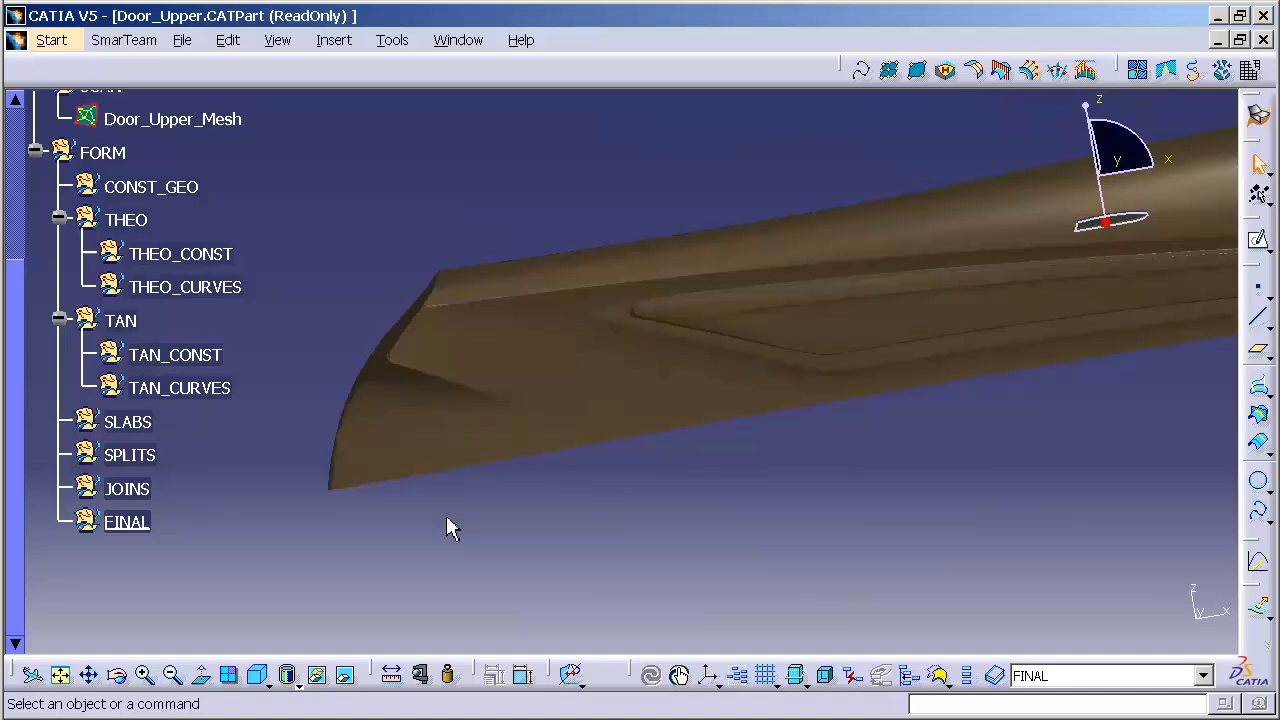 CATIA V5 - [Door_Upper.CATPart (ReadOnly) ]
Start SmarTeam File Edit View Insert Tools Window Help
Door_Upper_Mesh
FORM
CONST_GEO
THEO
THEO_CONST
THEO_CURVES
TAN
TAN_CONST
TAN_CURVES
SLABS
SPLITS
JOINS
FINAL
z
y x
z
y x
FINAL
CATIA
Select an object or a command